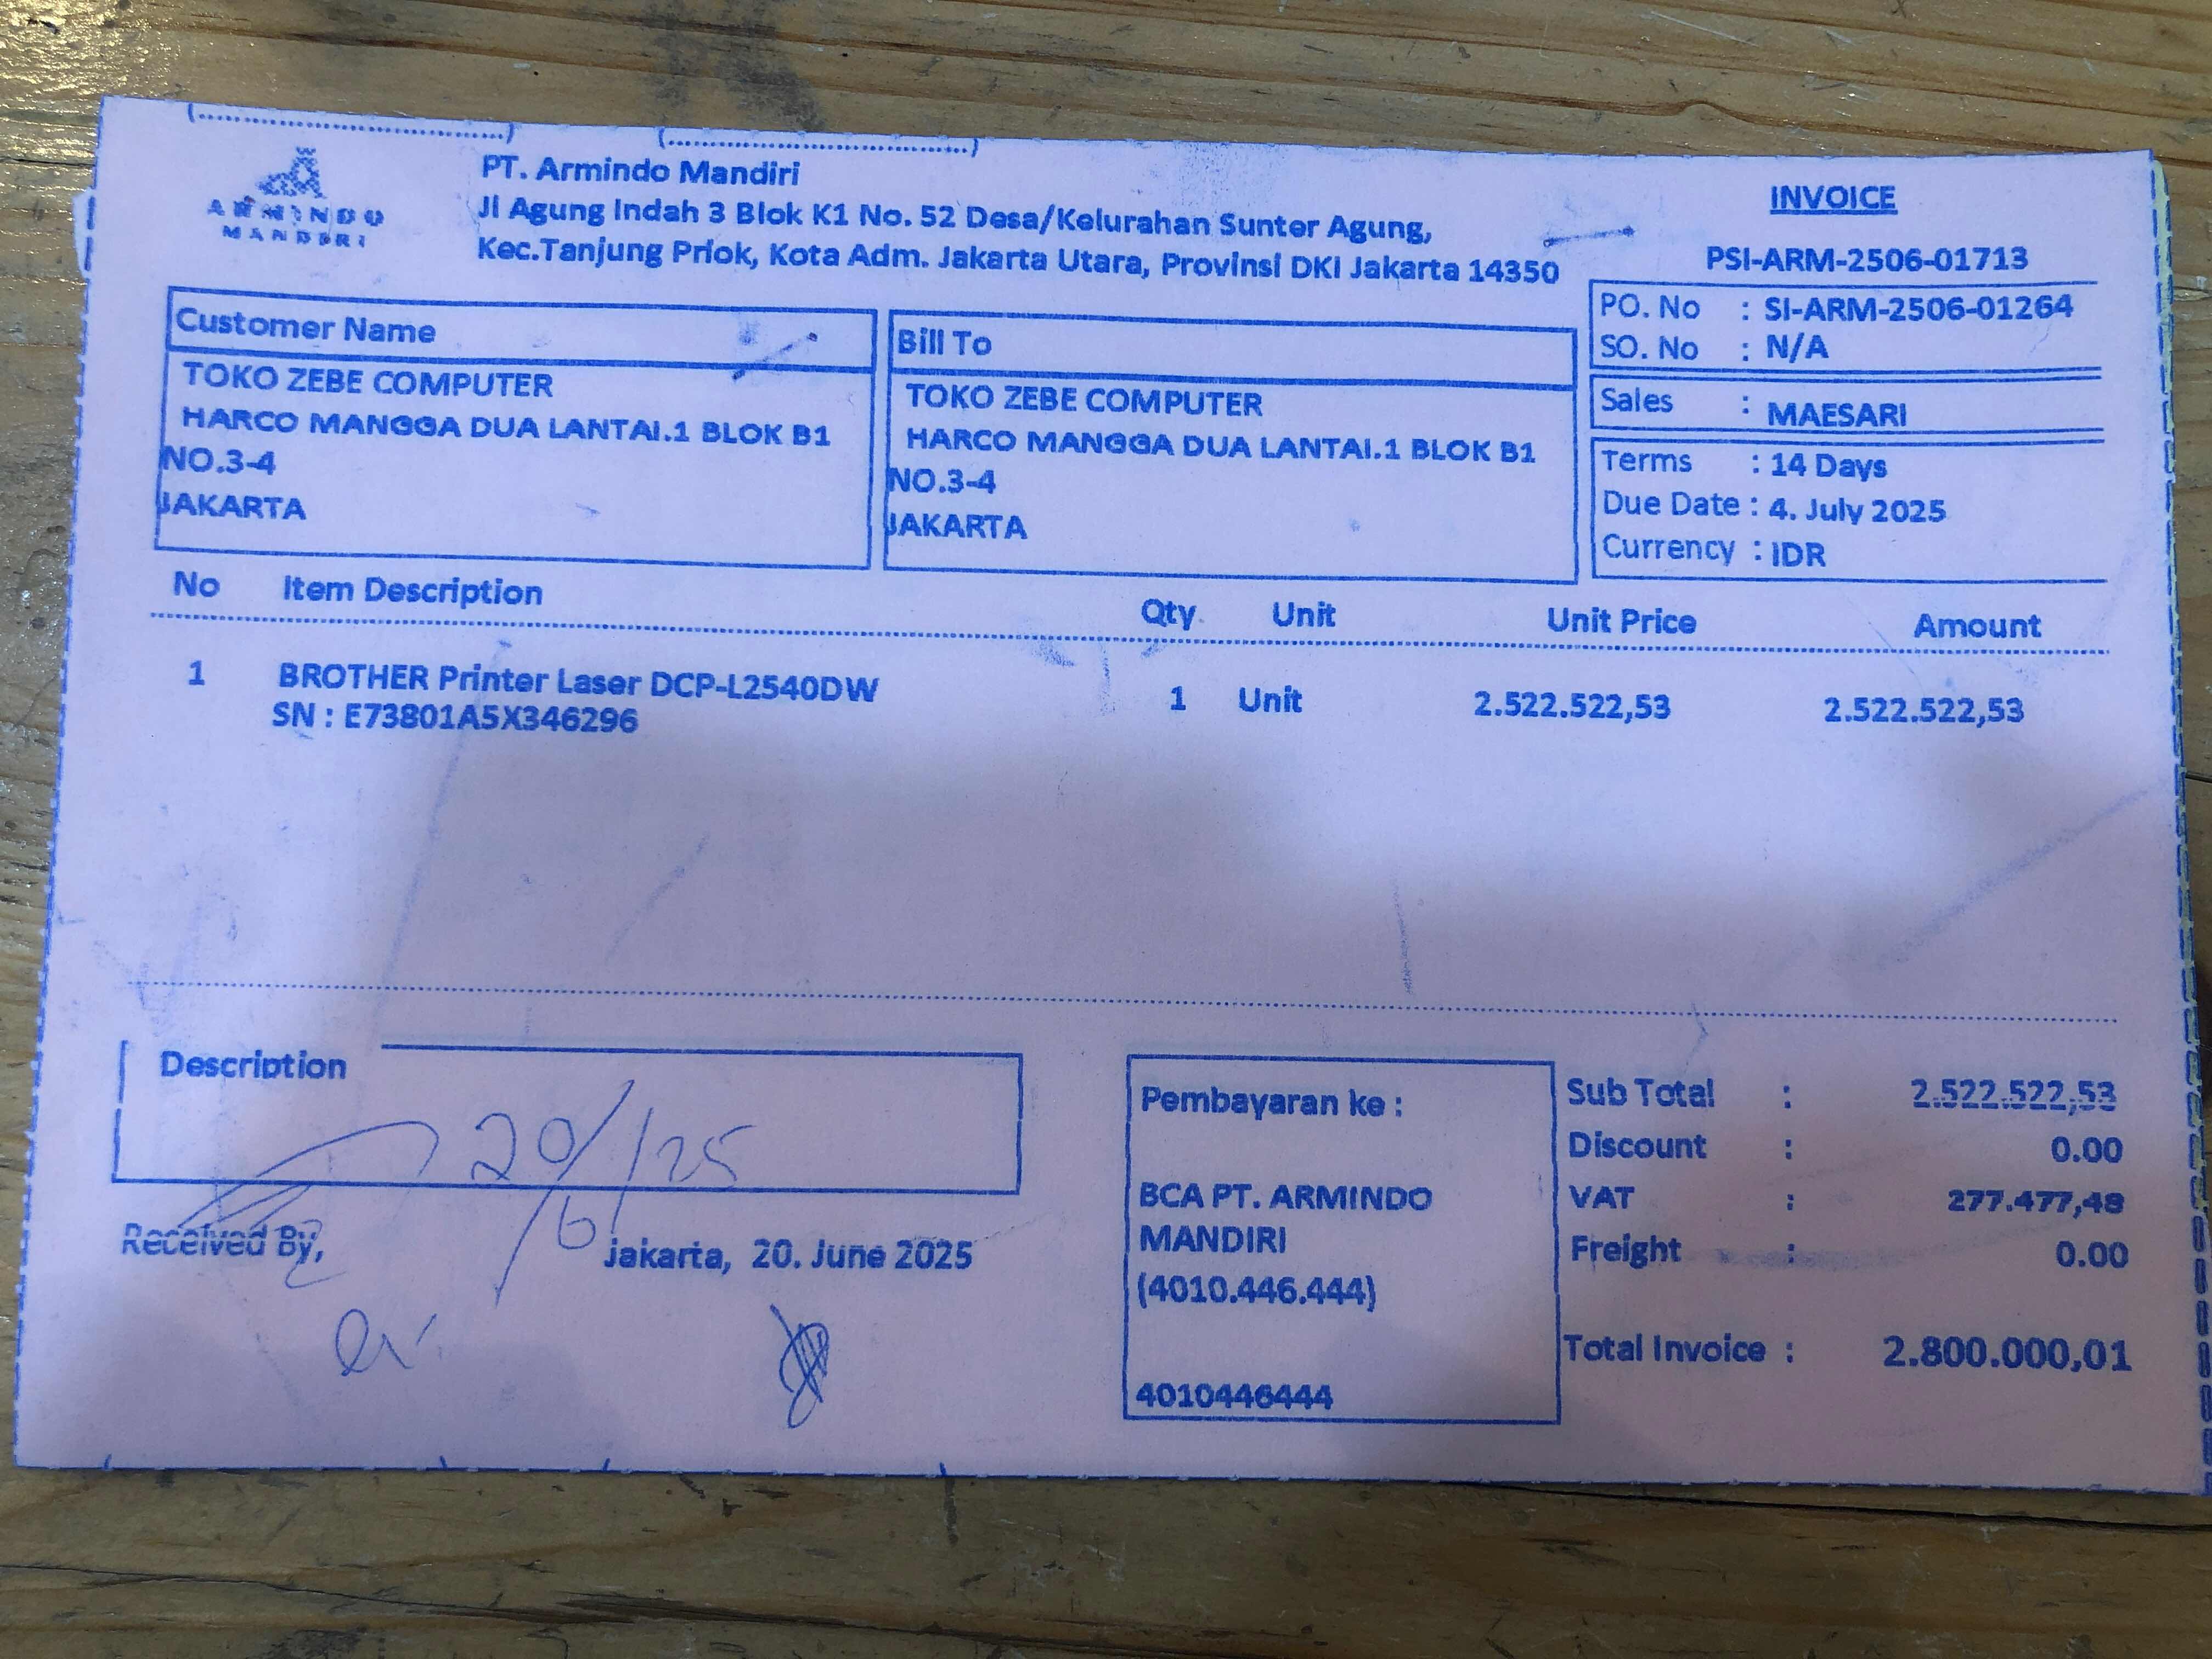 ARMINDO
MANDIRI
PT. Armindo Mandiri
Jl Agung Indah 3 Blok K1 No. 52 Desa/Kelurahan Sunter Agung,
Kec.Tanjung Priok, Kota Adm. Jakarta Utara, Provinsi DKI Jakarta 14350
INVOICE
PSI-ARM-2506-01713
PO. No : SI-ARM-2506-01264
SO. No : N/A
Sales : MAESARI
Terms : 14 Days
Due Date : 4. July 2025
Currency : IDR
Customer Name
TOKO ZEBE COMPUTER
HARCO MANGGA DUA LANTAI.1 BLOK B1
NO.3-4
JAKARTA
Bill To
TOKO ZEBE COMPUTER
HARCO MANGGA DUA LANTAI.1 BLOK B1
NO.3-4
JAKARTA
No Item Description Qty Unit Unit Price Amount
1 BROTHER Printer Laser DCP-L2540DW 1 Unit 2.522.522,53 2.522.522,53
SN : E73801A5X346296
Description
20/6/25
Received By,
Jakarta, 20. June 2025
Pembayaran ke :
BCA PT. ARMINDO
MANDIRI
(4010.446.444)
4010446444
Sub Total : 2.522.522,53
Discount : 0.00
VAT : 277.477,48
Freight : 0.00
Total Invoice : 2.800.000,01